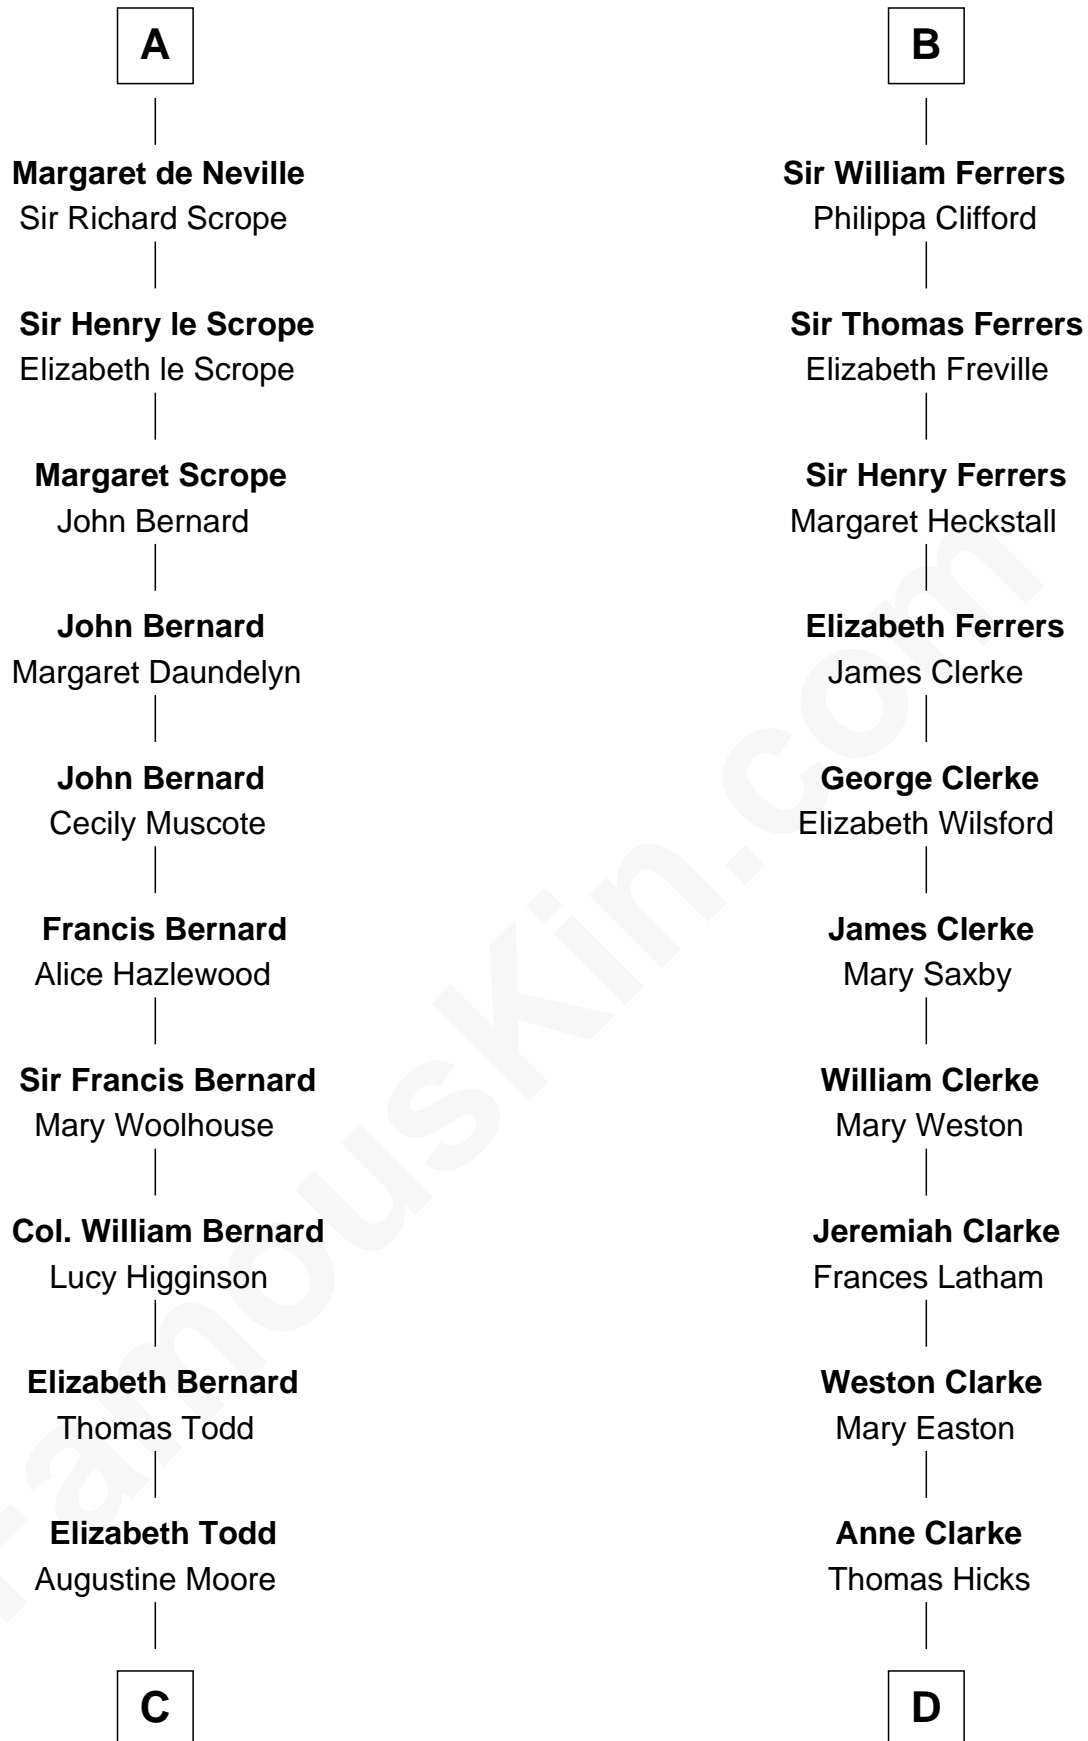 A
Margaret de Neville
Sir Richard Scrope
Sir Henry le Scrope
Elizabeth le Scrope
Margaret Scrope
John Bernard
John Bernard
Margaret Daundelyn
John Bernard
Cecily Muscote
Francis Bernard
Alice Hazlewood
Sir Francis Bernard
Mary Woolhouse
Col. William Bernard
Lucy Higginson
Elizabeth Bernard
Thomas Todd
Elizabeth Todd
Augustine Moore
C
B
Sir William Ferrers
Philippa Clifford
Sir Thomas Ferrers
Elizabeth Freville
Sir Henry Ferrers
Margaret Heckstall
Elizabeth Ferrers
James Clerke
George Clerke
Elizabeth Wilsford
James Clerke
Mary Saxby
William Clerke
Mary Weston
Jeremiah Clarke
Frances Latham
Weston Clarke
Mary Easton
Anne Clarke
Thomas Hicks
D
FamousKin.com